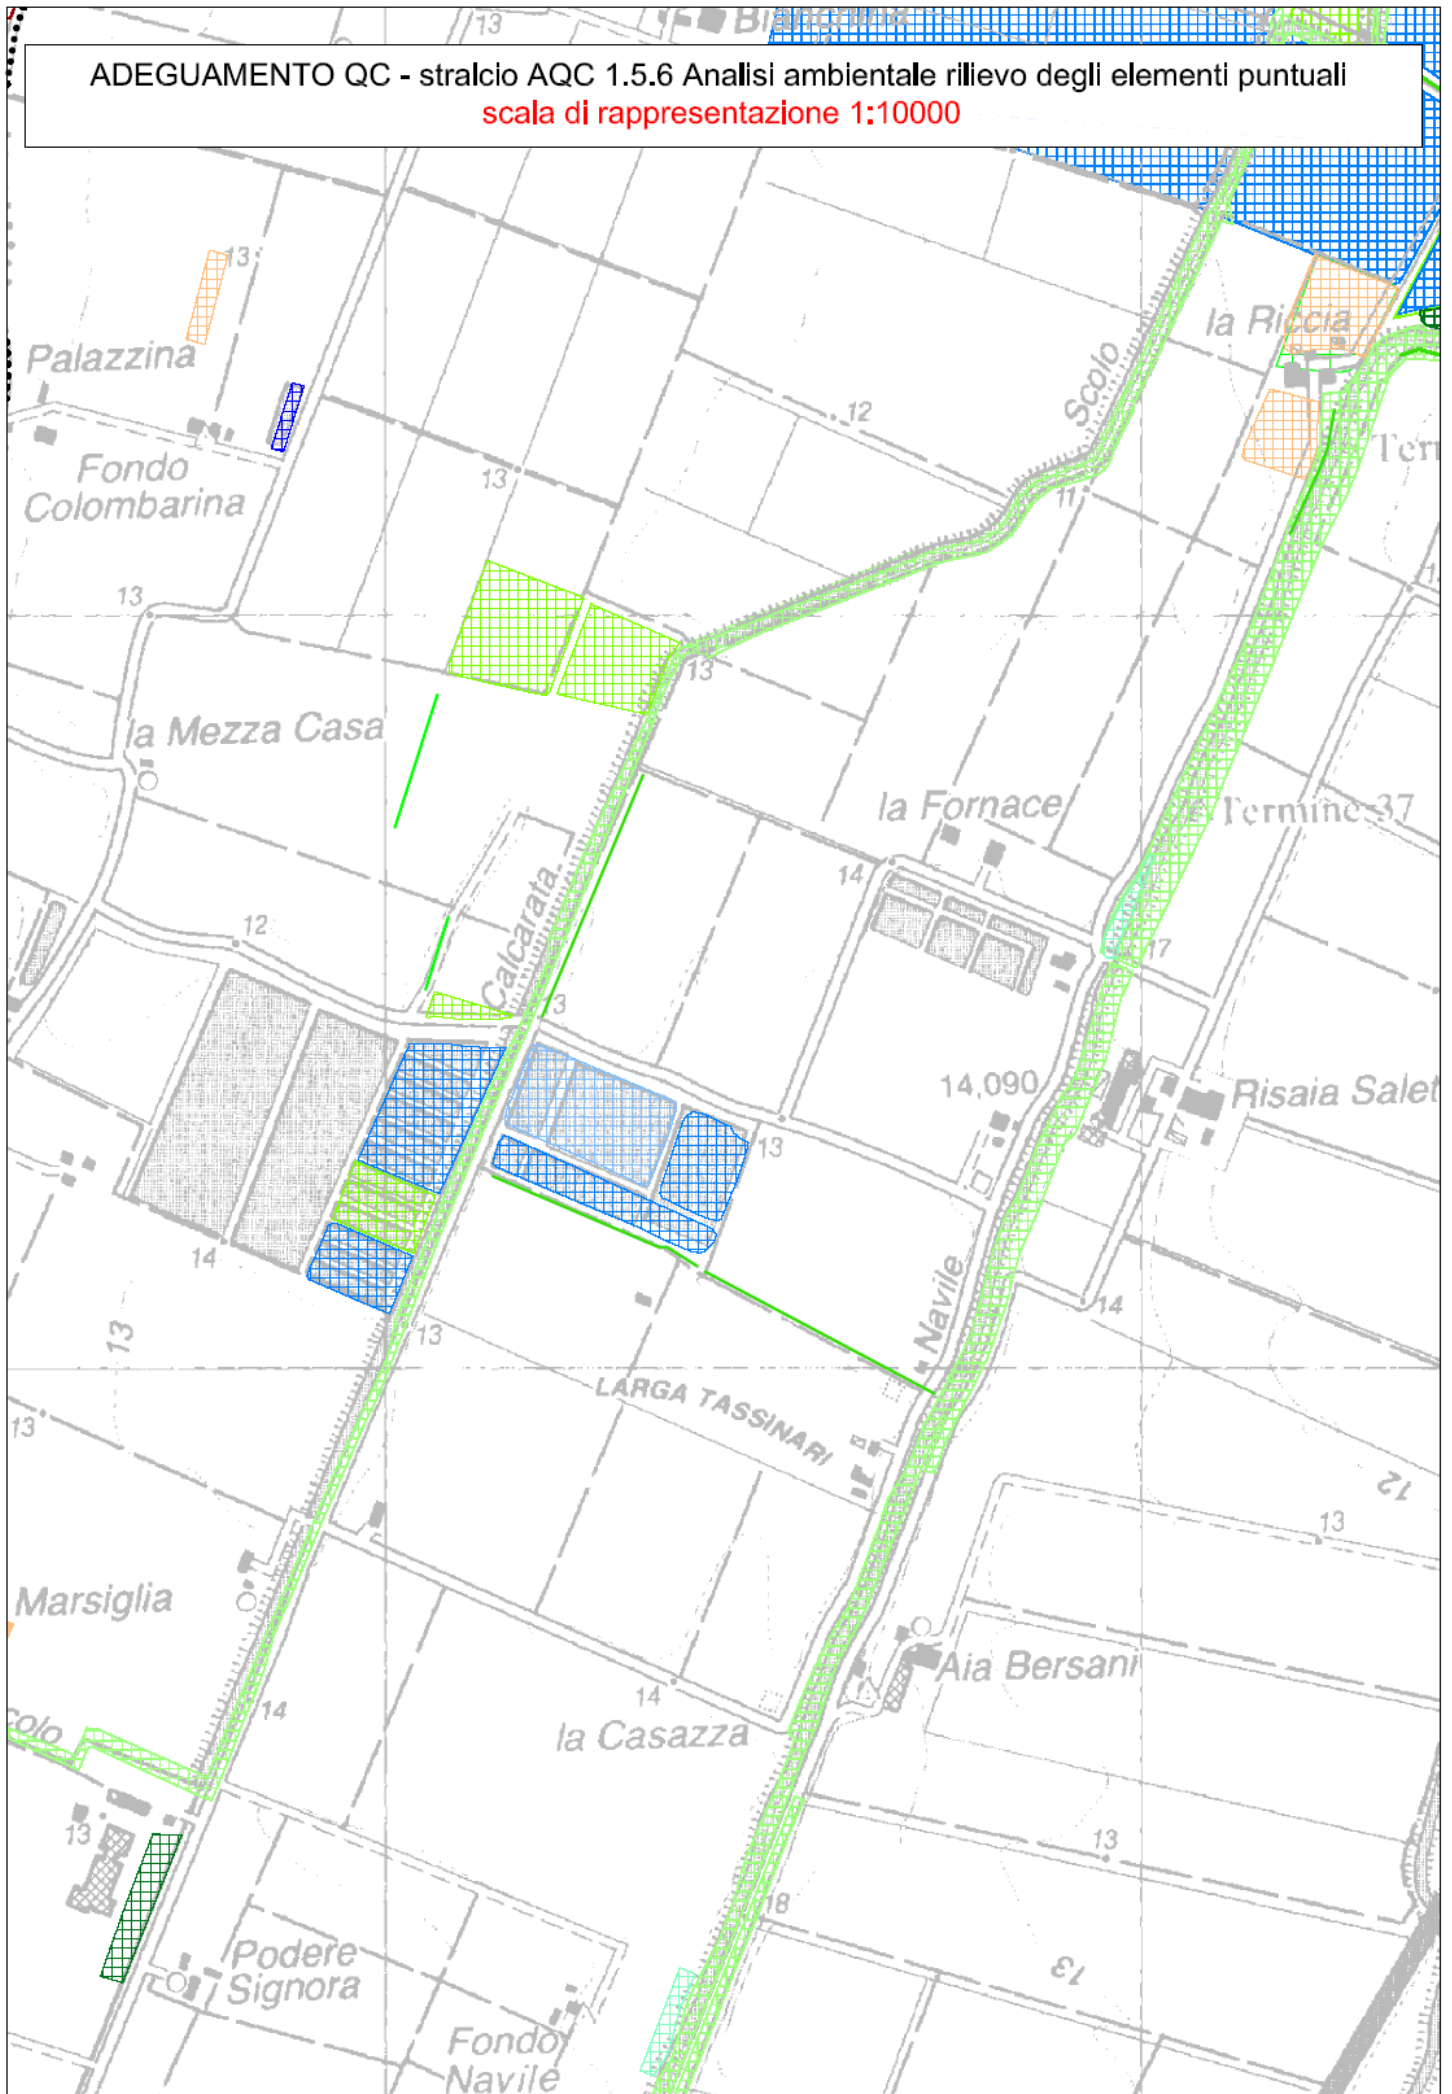 13
Bianchina
ADEGUAMENTO QC - stralcio AQC 1.5.6 Analisi ambientale rilievo degli elementi puntuali
scala di rappresentazione 1:10000
13
la Riccia
Palazzina
Scolo
12
Fondo
Colombarina
13
11
13
13
la Mezza Casa
la Fornace
Termine 37
14
Calcarata
12
17
13
14,090
Risaia Salet
13
14
13
14
13
Navile
LARGA TASSINARI
13
12
13
Marsiglia
Aia Bersani
14
14
colo
la Casazza
13
13
18
Podere
Signora
13
Fondo
Navile